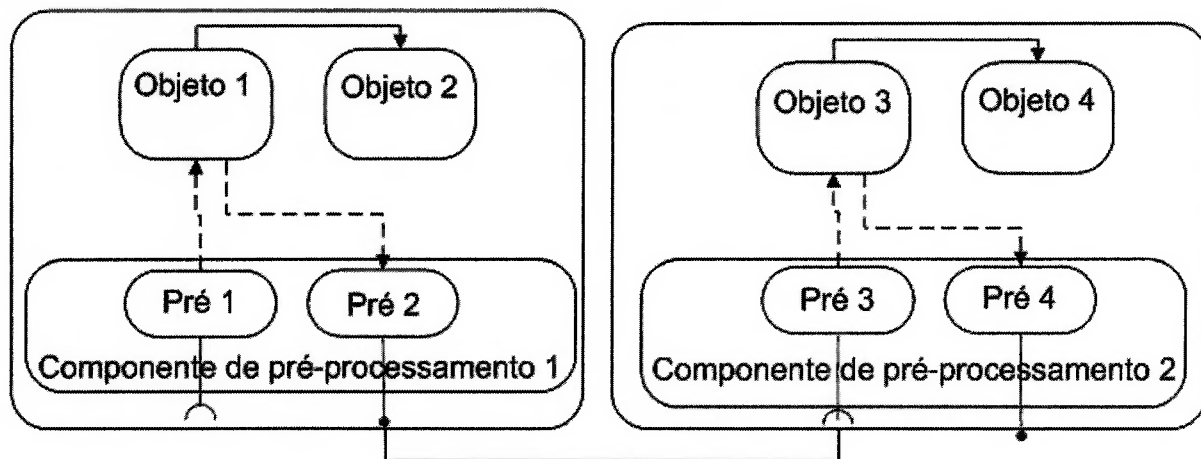 Objeto 1
Objeto 2
Pré 1
Pré 2
Componente de pré-processamento 1
Objeto 3
Objeto 4
Pré 3
Pré 4
Componente de pré-processamento 2